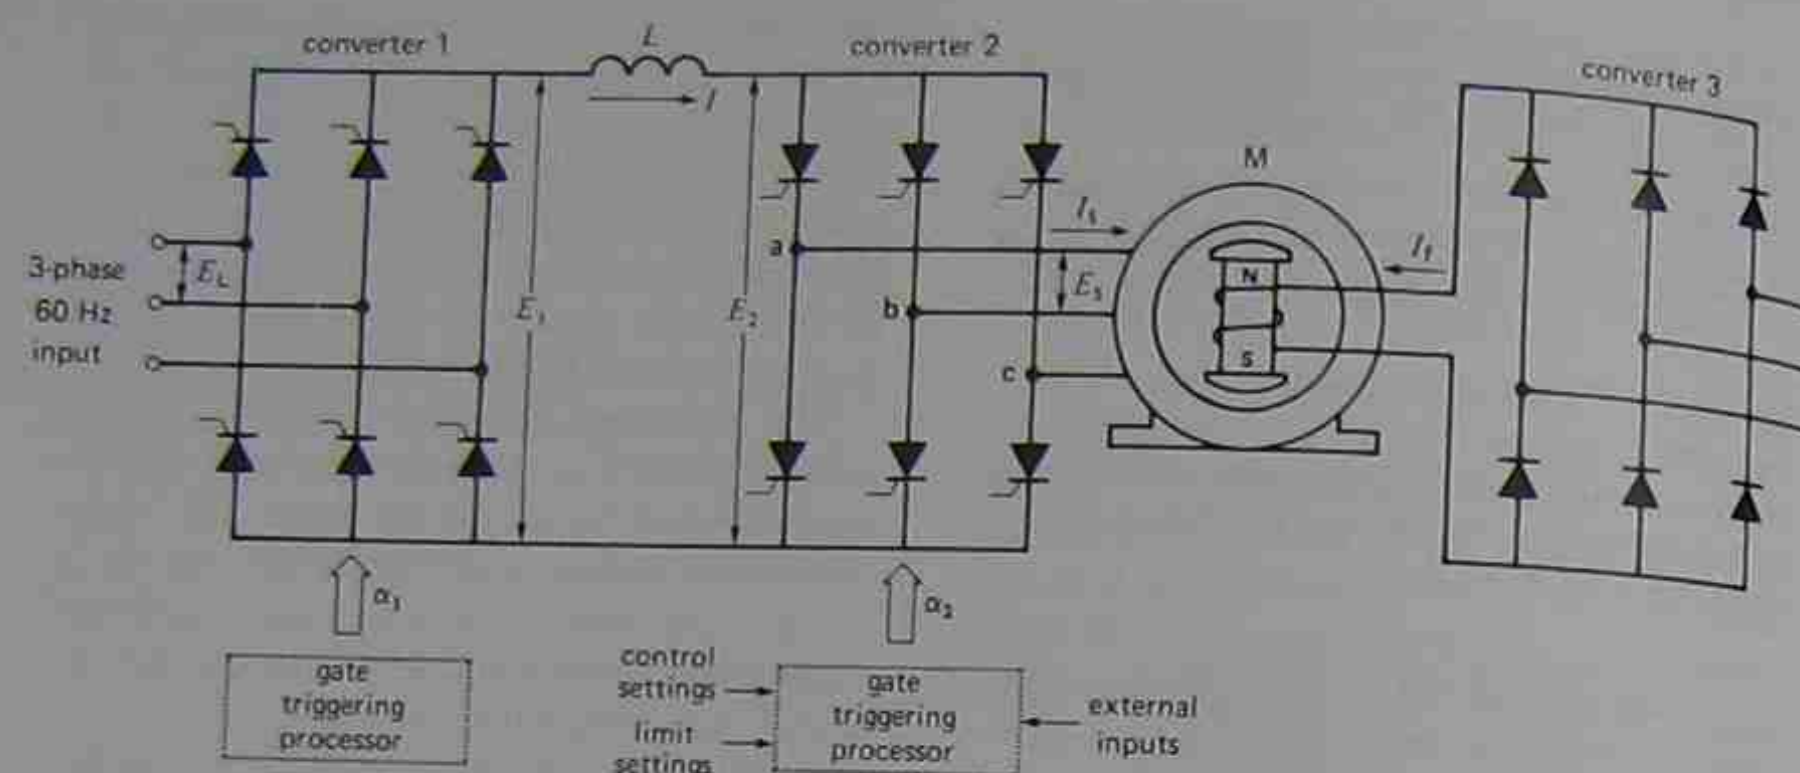 converter 1
L
converter 2
converter 3
I
M
a
I_s
I_f
3-phase
60 Hz
input
E_L
E_1
E_2
b
E_s
N
S
c
α_1
α_2
gate
triggering
processor
control
settings
limit
settings
gate
triggering
processor
external
inputs